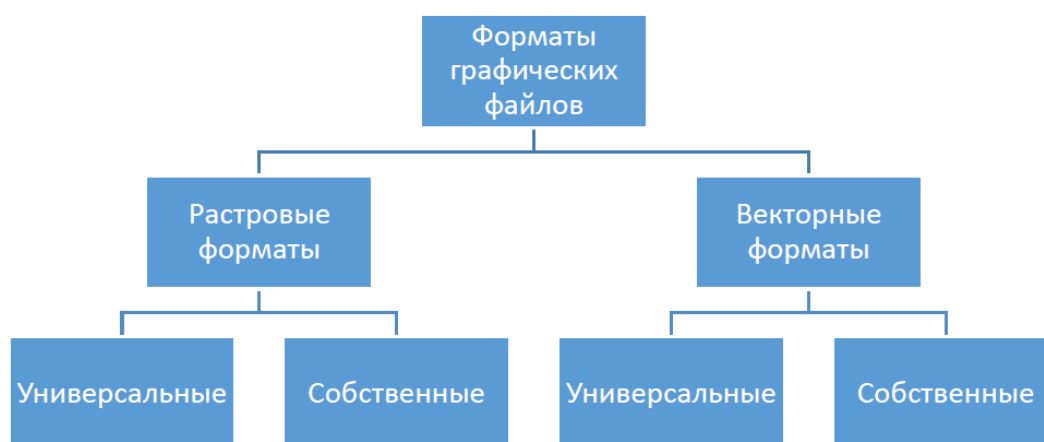 Форматы
графических
файлов
Растровые
форматы
Векторные
форматы
Универсальные
Собственные
Универсальные
Собственные